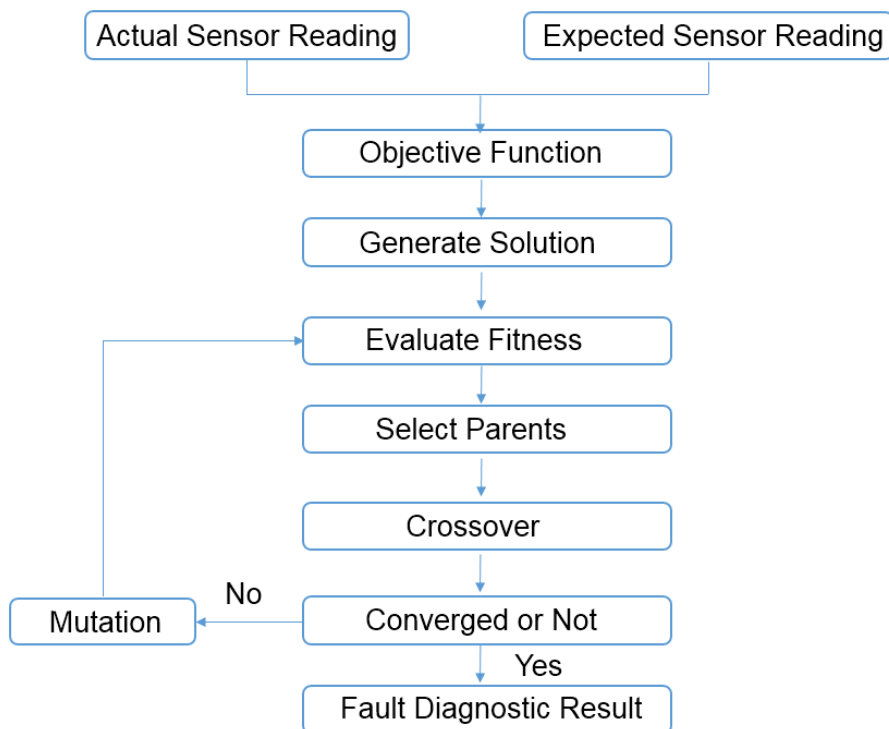 Actual Sensor Reading
Expected Sensor Reading
Objective Function
Generate Solution
Evaluate Fitness
Select Parents
Crossover
No
Mutation
Converged or Not
Yes
Fault Diagnostic Result